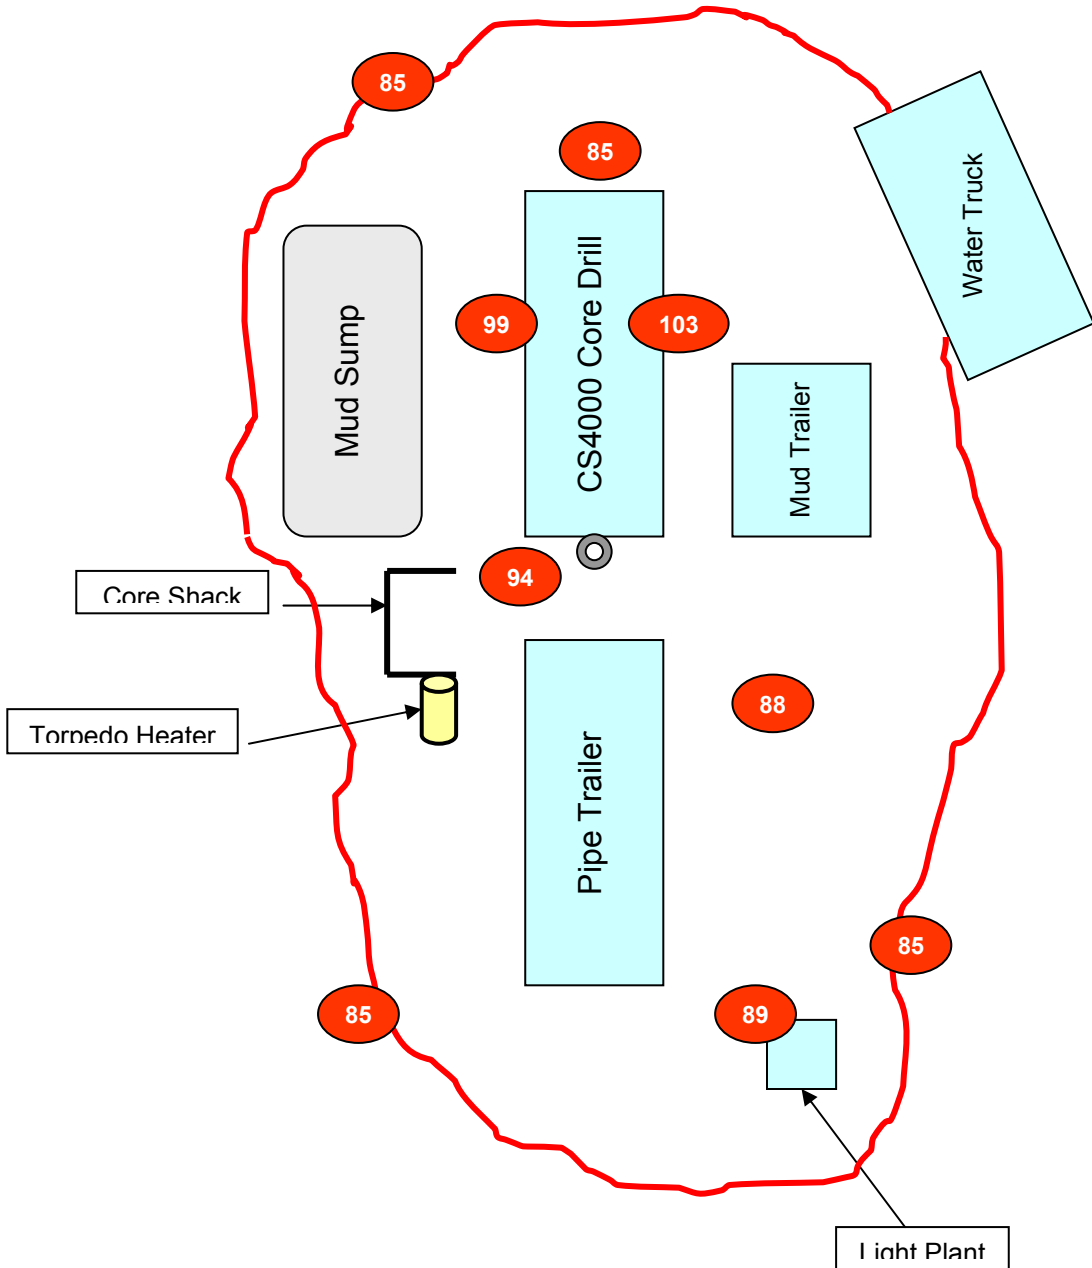 85
85
Water Truck
99
103
CS4000 Core Drill
Mud Sump
Mud Trailer
94
Core Shack
88
Torpedo Heater
Pipe Trailer
85
85
89
Light Plant